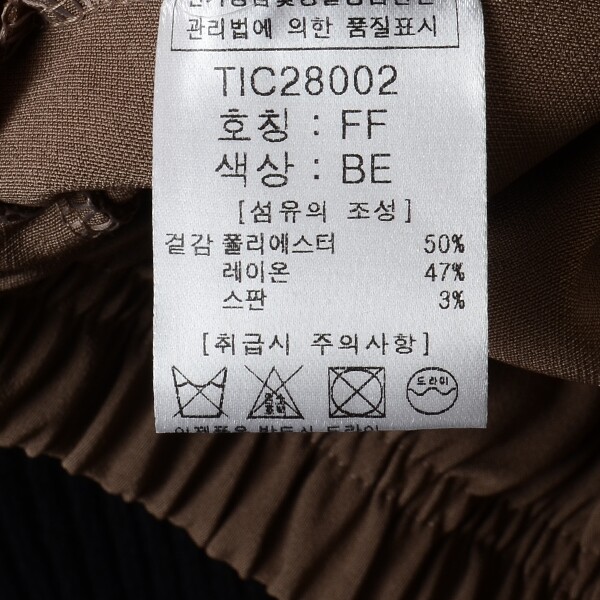 관리법에 의한 품질표시
TIC28002
호칭 : FF
색상 : BE
[섬유의 조성]
겉감 폴리에스터 50%
레이온 47%
스판 3%
[취급시 주의사항]
드라이